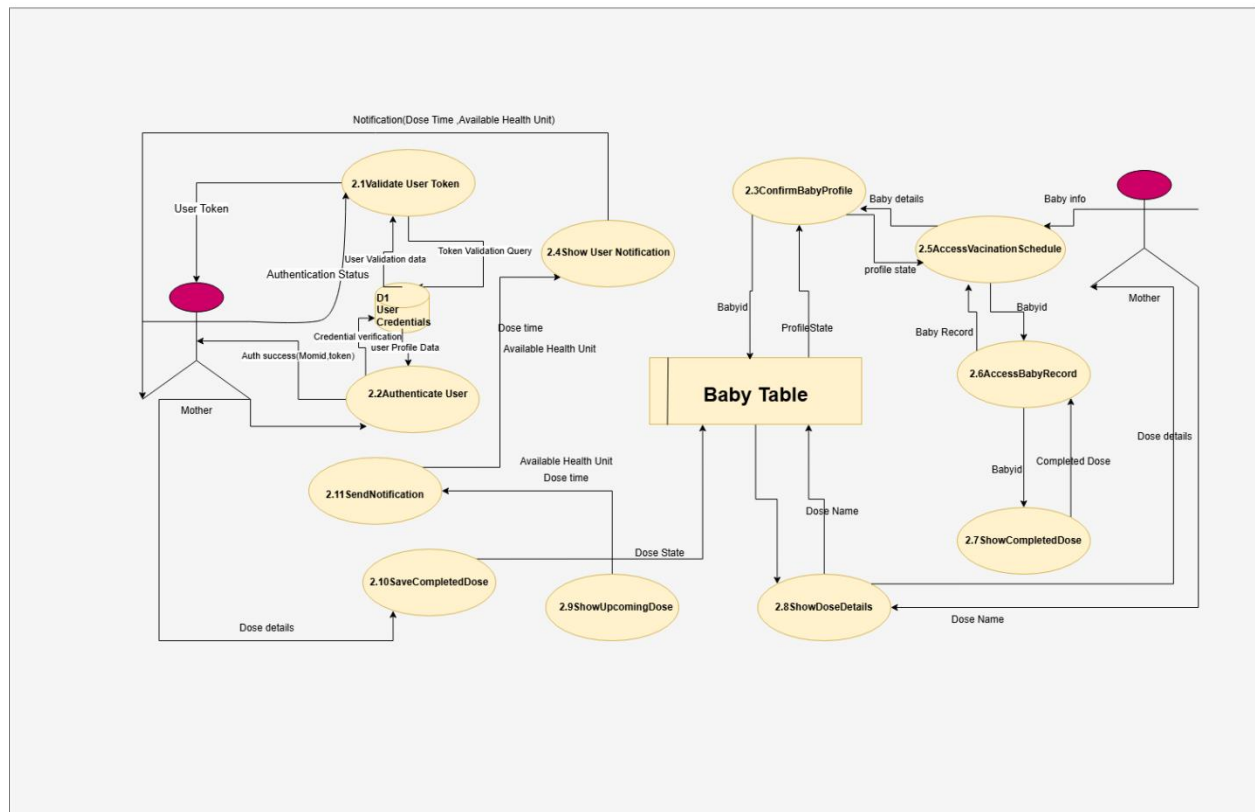 Notification(Dose Time ,Available Health Unit)
2.1Validate User Token
User Token
User Validation data
Token Validation Query
Authentication Status
D1
User
Credentials
Credential verification
user Profile Data
Auth success(Momid,token)
2.2Authenticate User
Mother
2.4Show User Notification
Dose time
Available Health Unit
2.3ConfirmBabyProfile
Baby details
Baby info
2.5AccessVacinationSchedule
profile state
Mother
Babyid
ProfileState
Babyid
Baby Record
2.6AccessBabyRecord
Baby Table
Dose details
Babyid
Completed Dose
2.7ShowCompletedDose
Available Health Unit
Dose time
2.11SendNotification
Dose Name
Dose State
2.10SaveCompletedDose
2.9ShowUpcomingDose
2.8ShowDoseDetails
Dose Name
Dose details